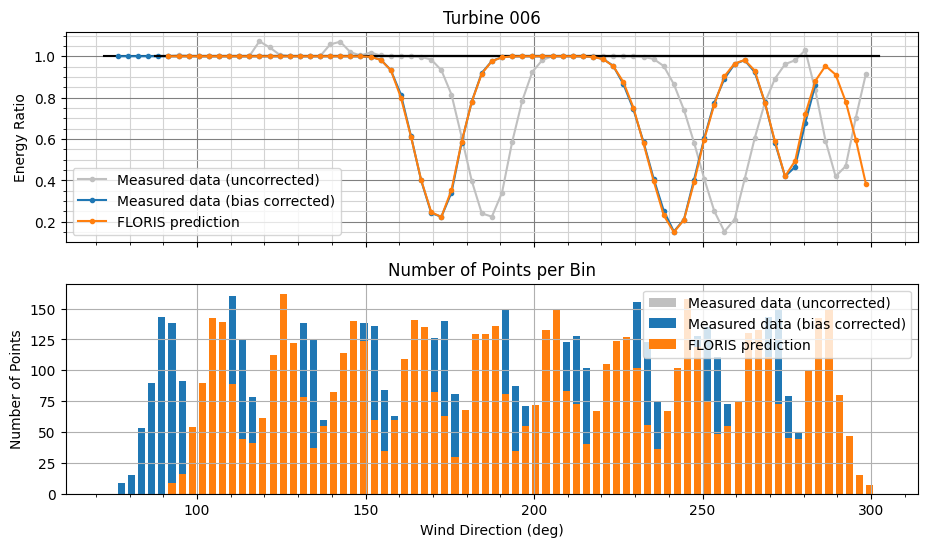 Turbine 006
Energy Ratio
1.0
0.8
0.6
0.4
0.2
Measured data (uncorrected)
Measured data (bias corrected)
FLORIS prediction
Number of Points per Bin
Number of Points
150
125
100
75
50
25
0
Measured data (uncorrected)
Measured data (bias corrected)
FLORIS prediction
100
150
200
250
300
Wind Direction (deg)